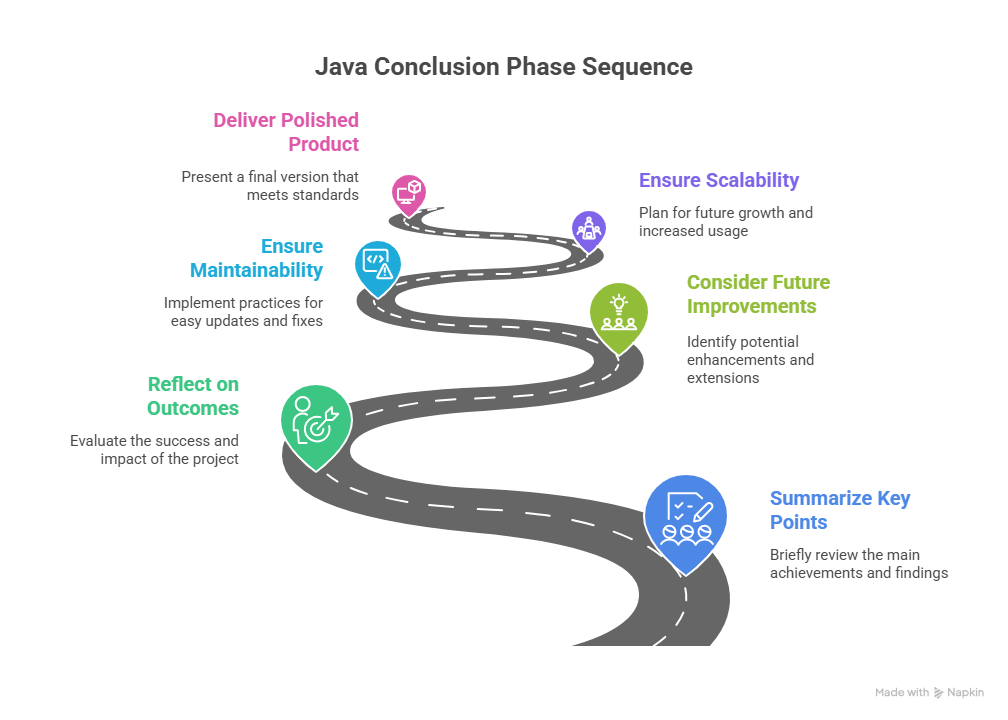 Java Conclusion Phase Sequence
Deliver Polished
Product
Present a final version that
meets standards
Ensure Scalability
Plan for future growth and
increased usage
Ensure
Maintainability
Implement practices for
easy updates and fixes
Consider Future
Improvements
Identify potential
enhancements and
extensions
Reflect on
Outcomes
Evaluate the success and
impact of the project
Summarize Key
Points
Briefly review the main
achievements and findings
Made with Napkin